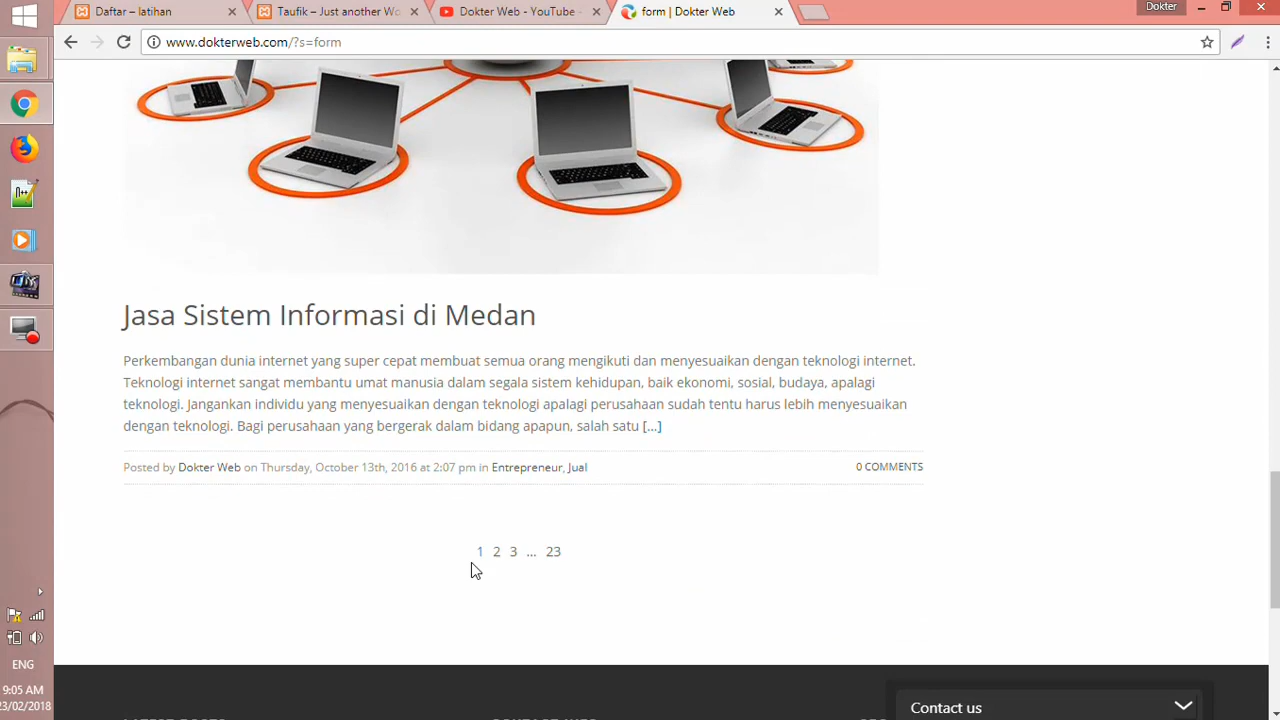 Daftar – latihan
Taufik – Just another Wo
Dokter Web - YouTube
form | Dokter Web
Dokter
www.dokterweb.com/?s=form
Jasa Sistem Informasi di Medan
Perkembangan dunia internet yang super cepat membuat semua orang mengikuti dan menyesuaikan dengan teknologi internet.
Teknologi internet sangat membantu umat manusia dalam segala sistem kehidupan, baik ekonomi, sosial, budaya, apalagi
teknologi. Jangankan individu yang menyesuaikan dengan teknologi apalagi perusahaan sudah tentu harus lebih menyesuaikan
dengan teknologi. Bagi perusahaan yang bergerak dalam bidang apapun, salah satu [...]
Posted by Dokter Web on Thursday, October 13th, 2016 at 2:07 pm in Entrepreneur, Jual
0 COMMENTS
1 2 3 ... 23
Contact us
ENG
9:05 AM
23/02/2018